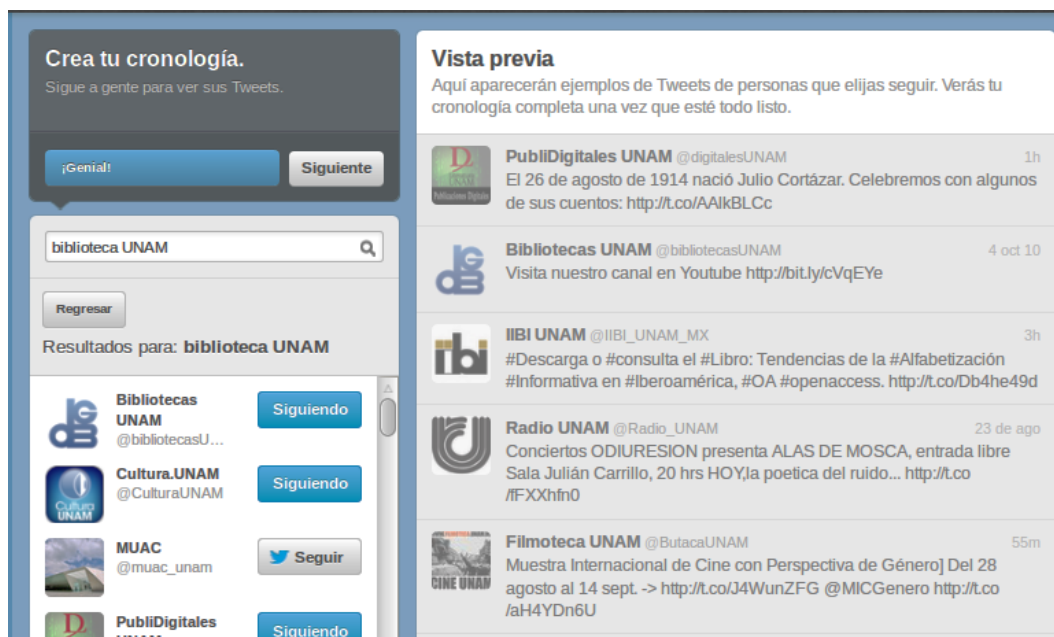 Crea tu cronología.
Sigue a gente para ver sus Tweets.
¡Genial!
Siguiente
biblioteca UNAM
Regresar
Resultados para: biblioteca UNAM
Bibliotecas
UNAM
@bibliotecasU...
Siguiendo
Cultura.UNAM
@CulturaUNAM
Siguiendo
Cultura
UNAM
MUAC
@muac_unam
Seguir
PubliDigitales
Siguiendo
Vista previa
Aquí aparecerán ejemplos de Tweets de personas que elijas seguir. Verás tu
cronología completa una vez que esté todo listo.
PubliDigitales UNAM @digitalesUNAM 1h
El 26 de agosto de 1914 nació Julio Cortázar. Celebremos con algunos
de sus cuentos: http://t.co/AAlkBLCc
Bibliotecas UNAM @bibliotecasUNAM 4 oct 10
Visita nuestro canal en Youtube http://bit.ly/cVqEYe
IIBI UNAM @IIBI_UNAM_MX 3h
#Descarga o #consulta el #Libro: Tendencias de la #Alfabetización
#Informativa en #Iberoamérica, #OA #openaccess. http://t.co/Db4he49d
iibi
Radio UNAM @Radio_UNAM 23 de ago
Conciertos ODIURESION presenta ALAS DE MOSCA, entrada libre
Sala Julián Carrillo, 20 hrs HOY,la poetica del ruido... http://t.co
/fFXXhfn0
Filmoteca UNAM @ButacaUNAM 55m
Muestra Internacional de Cine con Perspectiva de Género] Del 28
agosto al 14 sept. -> http://t.co/J4WunZFG @MICGenero http://t.co
/aH4YDn6U
CINE UNAM